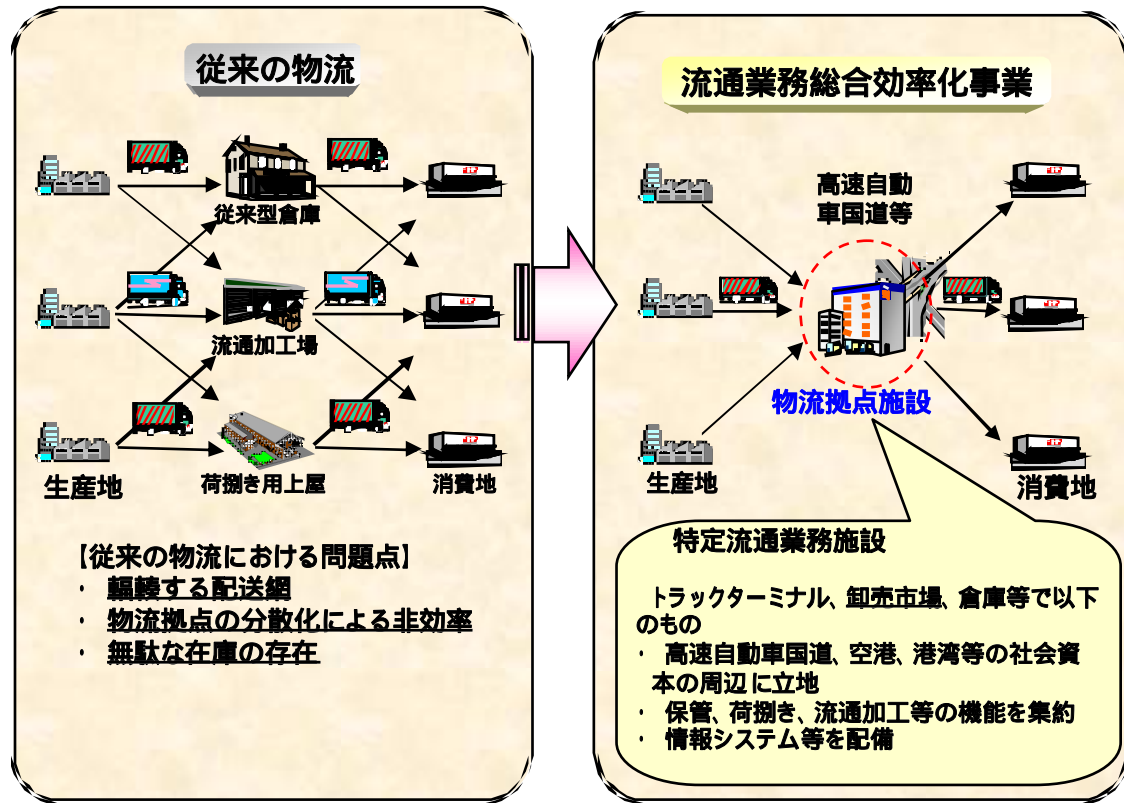 従来の物流
従来型倉庫
流通加工場
荷捌き用上屋
生産地
消費地
【従来の物流における問題点】
・ 輻輳する配送網
・ 物流拠点の分散化による非効率
・ 無駄な在庫の存在
流通業務総合効率化事業
高速自動
車国道等
物流拠点施設
生産地
消費地
特定流通業務施設
トラックターミナル、卸売市場、倉庫等で以下
のもの
・ 高速自動車国道、空港、港湾等の社会資
本の周辺に立地
・ 保管、荷捌き、流通加工等の機能を集約
・ 情報システム等を配備